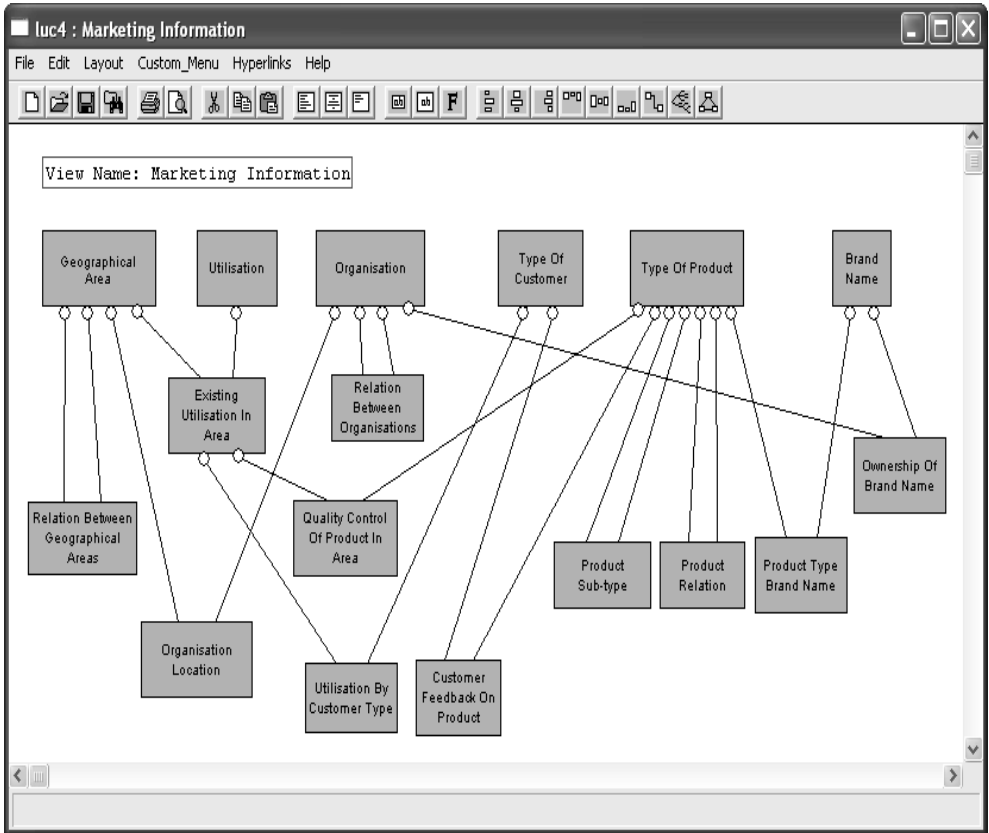 luc4 : Marketing Information
File Edit Layout Custom_Menu Hyperlinks Help
View Name: Marketing Information
Geographical
Area
Utilisation
Organisation
Type Of
Customer
Type Of Product
Brand
Name
Existing
Utilisation In
Area
Relation
Between
Organisations
Ownership Of
Brand Name
Relation Between
Geographical
Areas
Quality Control
Of Product In
Area
Product
Sub-type
Product
Relation
Product Type
Brand Name
Organisation
Location
Utilisation By
Customer Type
Customer
Feedback On
Product